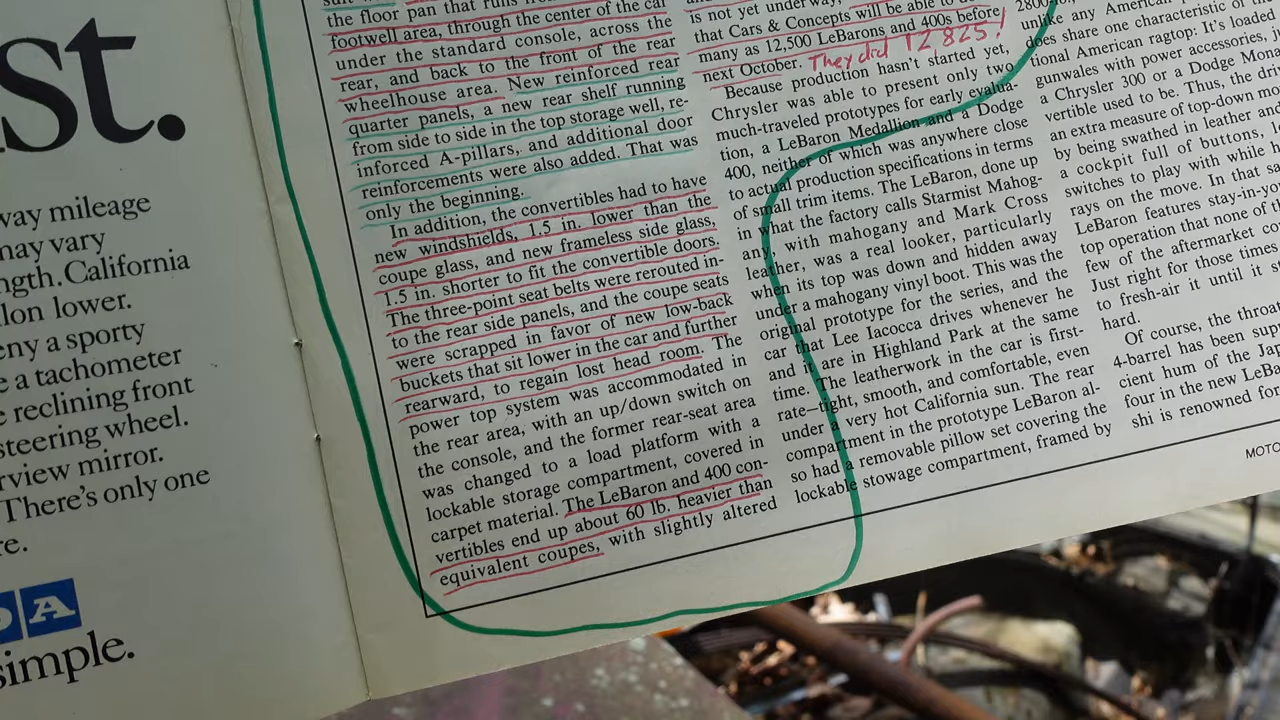 st.
way mileage
may vary
ngth. California
lon lower.
eny a sporty
e a tachometer
e reclining front
steering wheel.
rview mirror.
There's only one
re.
DA
simple.
the floor pan that runs
footwell area, through the center of the car
under the standard console, across the
rear, and back to the front of the rear
wheelhouse area. New reinforced rear
quarter panels, a new rear shelf running
from side to side in the top storage well, re-
inforced A-pillars, and additional door
reinforcements were also added. That was
only the beginning.
In addition, the convertibles had to have
new windshields, 1.5 in. lower than the
coupe glass, and new frameless side glass,
1.5 in. shorter to fit the convertible doors.
The three-point seat belts were rerouted in-
to the rear side panels, and the coupe seats
were scrapped in favor of new low-back
buckets that sit lower in the car and further
rearward, to regain lost head room. The
power top system was accommodated in
the rear area, with an up/down switch on
the console, and the former rear-seat area
was changed to a load platform with a
lockable storage compartment, covered in
carpet material. The LeBaron and 400 con-
vertibles end up about 60 lb. heavier than
equivalent coupes, with slightly altered
is not yet underway,
that Cars & Concepts will be able to
many as 12,500 LeBarons and 400s before
next October. They did 12825!
Because production hasn't started yet,
Chrysler was able to present only two
much-traveled prototypes for early evalua-
tion, a LeBaron Medallion and a Dodge
400, neither of which was anywhere close
to actual production specifications in terms
of small trim items. The LeBaron, done up
in what the factory calls Starmist Mahog-
any, with mahogany and Mark Cross
leather, was a real looker, particularly
when its top was down and hidden away
under a mahogany vinyl boot. This was the
original prototype for the series, and the
car that Lee Iacocca drives whenever he
and it are in Highland Park at the same
time. The leatherwork in the car is first-
rate—tight, smooth, and comfortable, even
under a very hot California sun. The rear
compartment in the prototype LeBaron al-
so had a removable pillow set covering the
lockable stowage compartment, framed by
unlike any American
does share one characteristic of
tional American ragtop: It's loaded
gunwales with power accessories,
a Chrysler 300 or a Dodge Mona
vertible used to be. Thus, the dri
an extra measure of top-down mo
by being swathed in leather and
a cockpit full of buttons,
switches to play with while h
rays on the move. In that sa
LeBaron features stay-in-yo
top operation that none of th
few of the aftermarket co
Just right for those times
to fresh-air it until it s
hard.
Of course, the throa
4-barrel has been sup
cient hum of the Jap
four in the new LeBa
shi is renowned for
MOTO